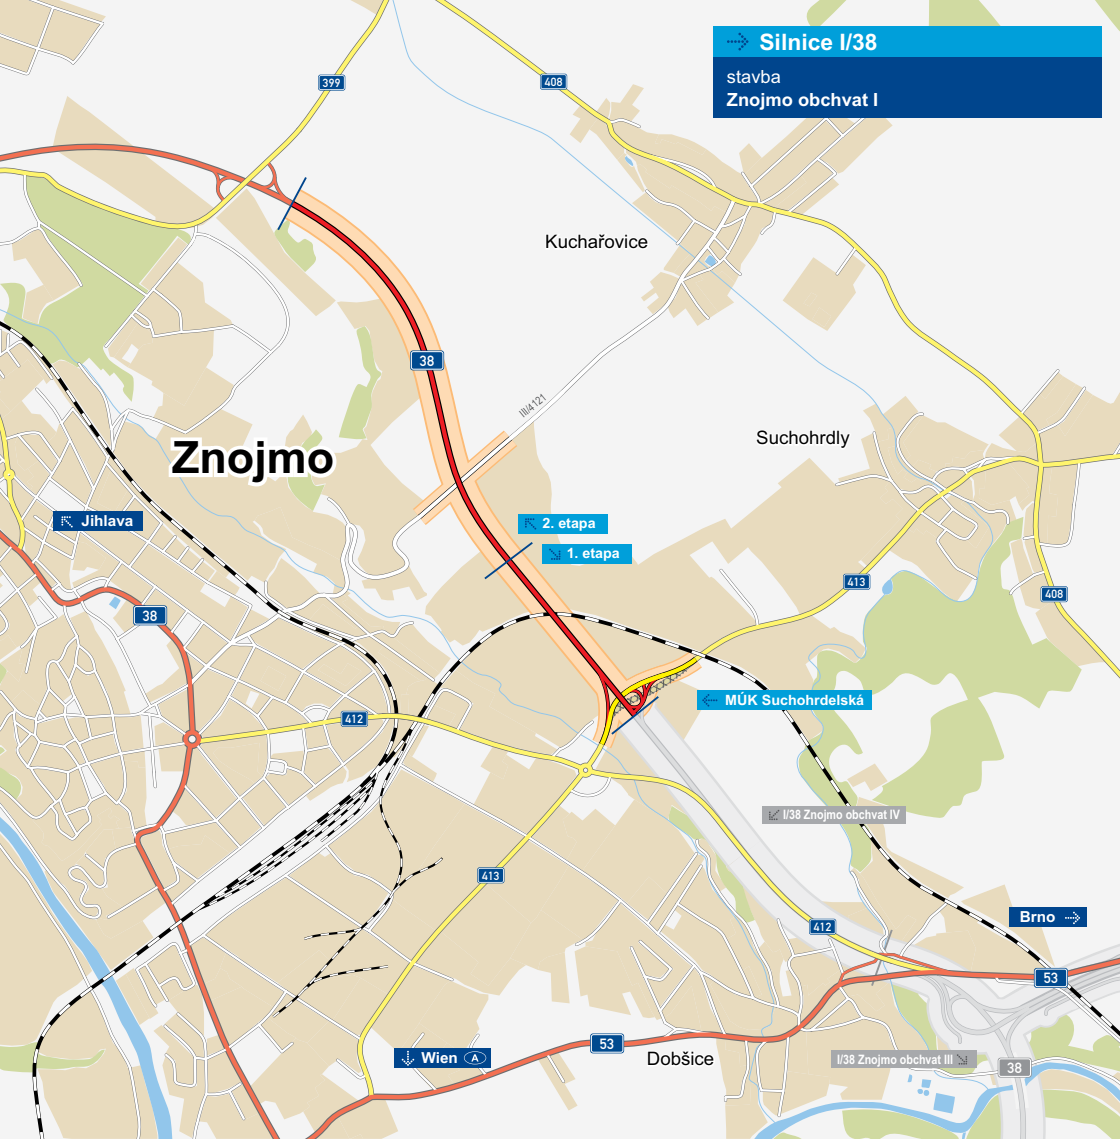 Silnice I/38
stavba
Znojmo obchvat I
399
408
Kuchařovice
38
III/4121
Suchohrdly
Znojmo
Jihlava
2. etapa
1. etapa
413
408
38
MÚK Suchohrdelská
412
I/38 Znojmo obchvat IV
413
Brno
412
53
53
Wien A
Dobšice
I/38 Znojmo obchvat III
38